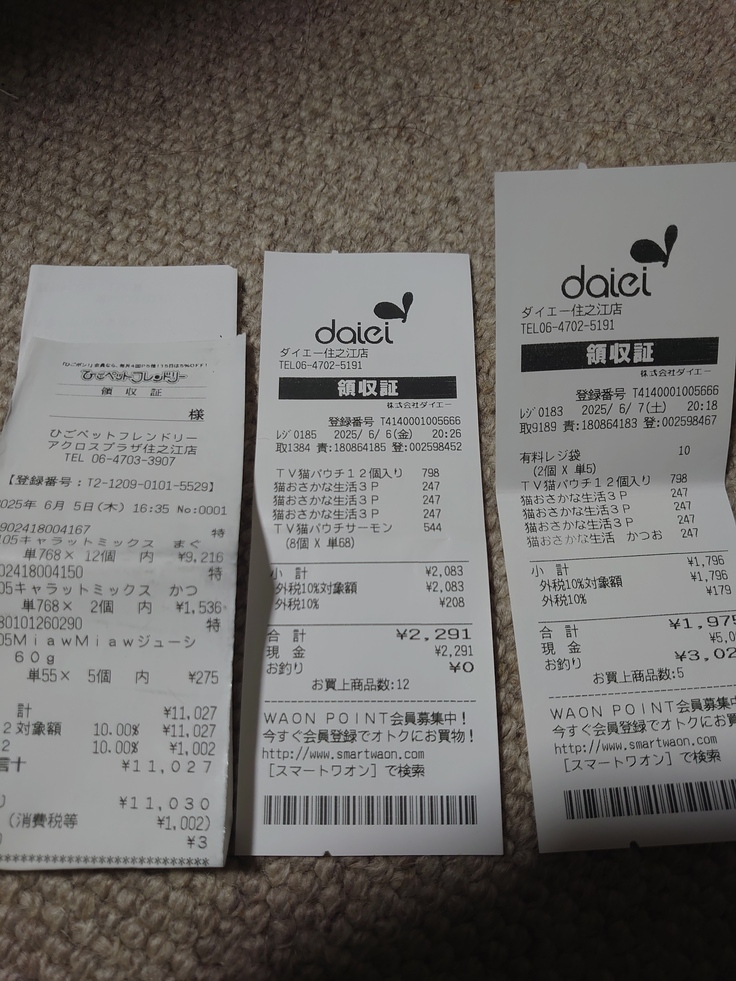 ひごペットフレンドリー
領 収 証
様
ひごペットフレンドリー
アクロスプラザ住之江店
TEL 06-4703-3907
【登録番号:T2-1209-0101-5529】
025年 6月 5日(木) 16:35 No:0001
902418004167 特
05キャラットミックス まぐ
単768× 12個 内 ¥9,216
02418004150 特
05キャラットミックス かつ
単768× 2個 内 ¥1,536
80101260290 特
05MiawMiawジューシ
60g
単55× 5個 内 ¥275
計 ¥11,027
2対象額 10.00% ¥11,027
2 10.00% ¥1,002
¥11,027
¥11,030
(消費税等 ¥1,002)
¥3
*********************
daiei
ダイエー住之江店
TEL06-4702-5191
領収証
株式会社ダイエー
登録番号 T4140001005666
レジ0185 2025/ 6/ 6(金) 20:26
取1384 責:180864185 登:002598452
TV猫パウチ12個入り 798
猫おさかな生活3P 247
猫おさかな生活3P 247
猫おさかな生活3P 247
TV猫パウチサーモン 544
(8個 X 単68)
小 計 ¥2,083
外税10%対象額 ¥2,083
外税10% ¥208
合 計 ¥2,291
現 金 ¥2,291
お釣り ¥0
お買上商品数:12
WAON POINT会員募集中!
今すぐ会員登録でオトクにお買物!
http://www.smartwaon.com
[スマートワオン]で検索
daiei
ダイエー住之江店
TEL06-4702-5191
領収証
株式会社ダイエー
登録番号 T4140001005666
レジ0183 2025/ 6/ 7(土) 20:18
取9189 責:180864183 登:002598467
有料レジ袋 10
(2個 X 単5)
TV猫パウチ12個入り 798
猫おさかな生活3P 247
猫おさかな生活3P 247
猫おさかな生活3P 247
猫おさかな生活 かつお 247
小 計 ¥1,796
外税10%対象額 ¥1,796
外税10% ¥179
合 計 ¥1,975
現 金 ¥5,0
お釣り ¥3,02
お買上商品数:5
WAON POINT会員募集中
今すぐ会員登録でオトクにお買
http://www.smartwaon.com
[スマートワオン]で検索